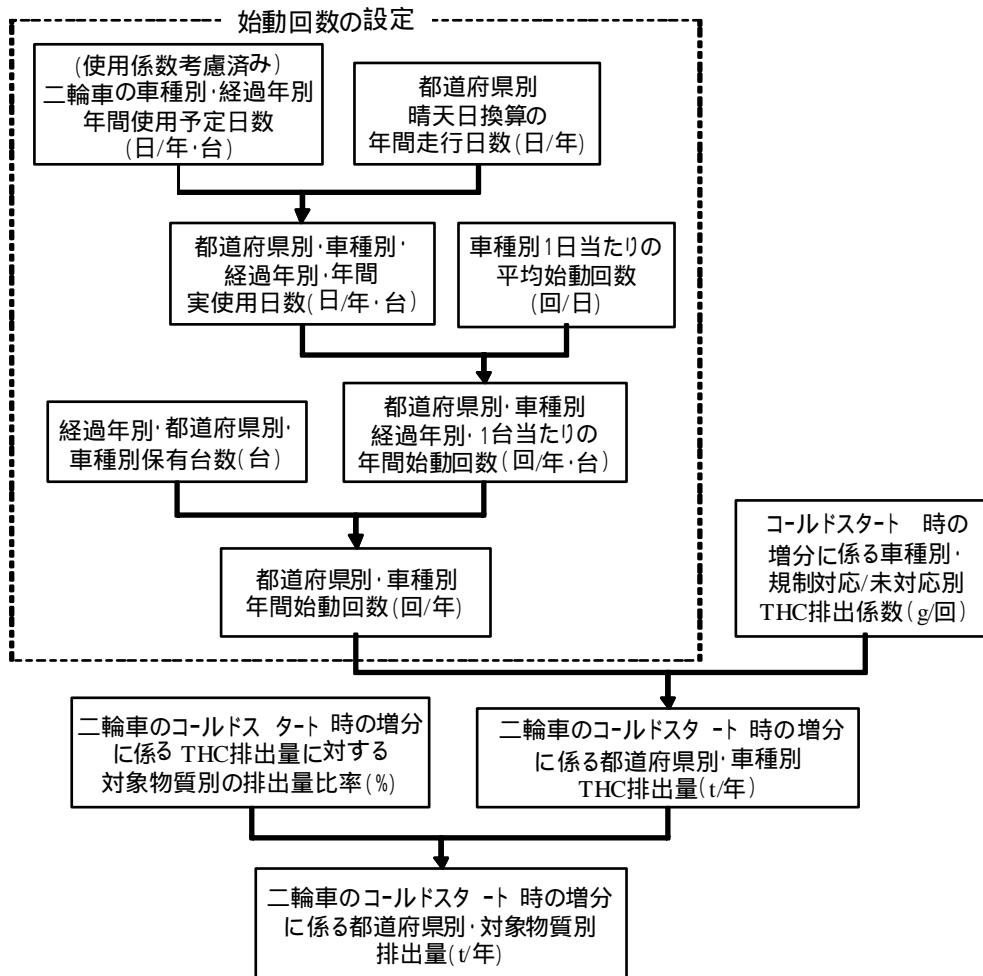 始動回数の設定
(使用係数考慮済み)
二輪車の車種別・経過年別
年間使用予定日数
(日/年・台)
都道府県別
晴天日換算の
年間走行日数(日/年)
都道府県別・車種別・
経過年別・年間
実使用日数(日/年・台)
車種別1日当たりの
平均始動回数
(回/日)
経過年別・都道府県別・
車種別保有台数(台)
都道府県別・車種別
経過年別・1台当たりの
年間始動回数(回/年・台)
都道府県別・車種別
年間始動回数(回/年)
コールドスタート 時の
増分に係る車種別・
規制対応/未対応別
THC排出係数(g/回)
二輪車のコールドスタート 時の増分
に係る THC排出量に対する
対象物質別の排出量比率(%)
二輪車のコールドスタート 時の増分
に係る都道府県別・車種別
THC排出量(t/年)
二輪車のコールドスタート 時の増分
に係る都道府県別・対象物質別
排出量(t/年)